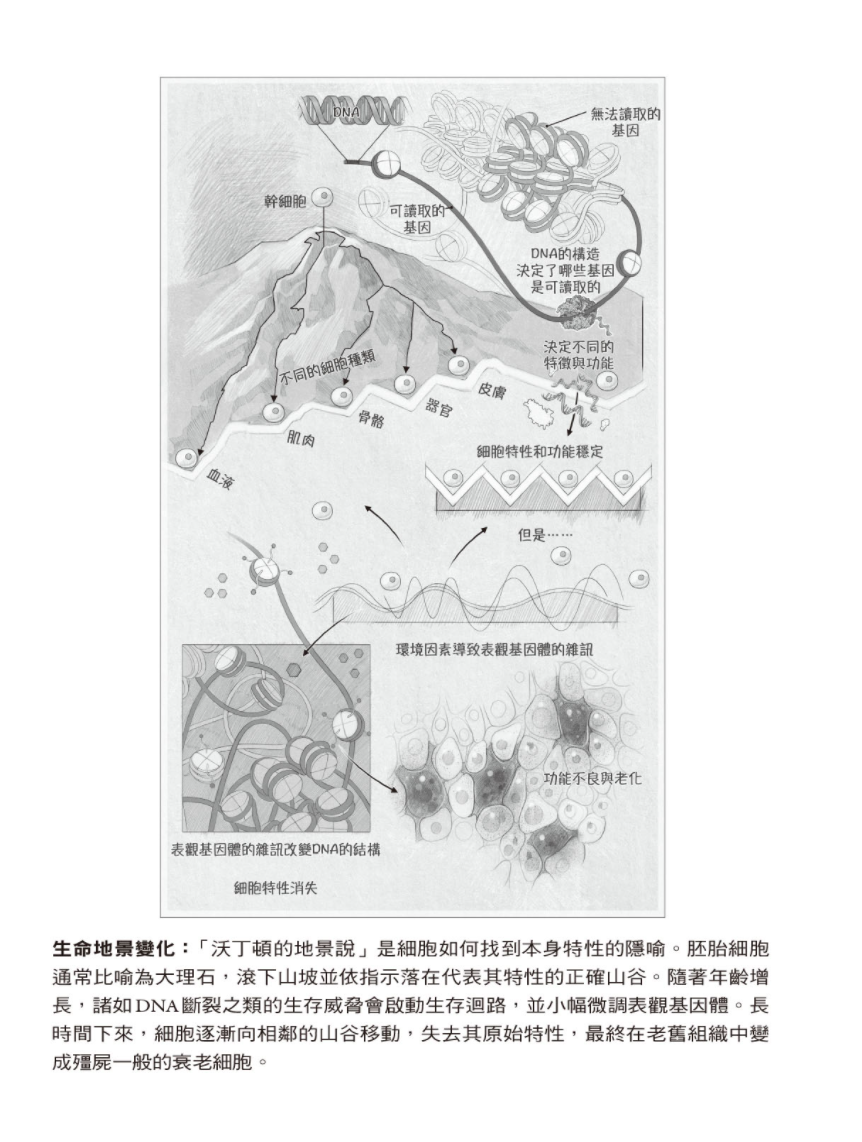 DNA
無法讀取的
基因
幹細胞
可讀取的
基因
DNA的構造
決定了哪些基因
是可讀取的
決定不同的
特徵與功能
不同的細胞種類
皮膚
器官
骨骼
肌肉
血液
細胞特性和功能穩定
但是⋯⋯
環境因素導致表觀基因體的雜訊
功能不良與老化
表觀基因體的雜訊改變DNA的結構
細胞特性消失
生命地景變化：「沃丁頓的地景說」是細胞如何找到本身特性的隱喻。胚胎細胞
通常比喻為大理石，滾下山坡並依指示落在代表其特性的正確山谷。隨著年齡增
長，諸如DNA斷裂之類的生存威脅會啟動生存迴路，並小幅微調表觀基因體。長
時間下來，細胞逐漸向相鄰的山谷移動，失去其原始特性，最終在老舊組織中變
成殭屍一般的衰老細胞。